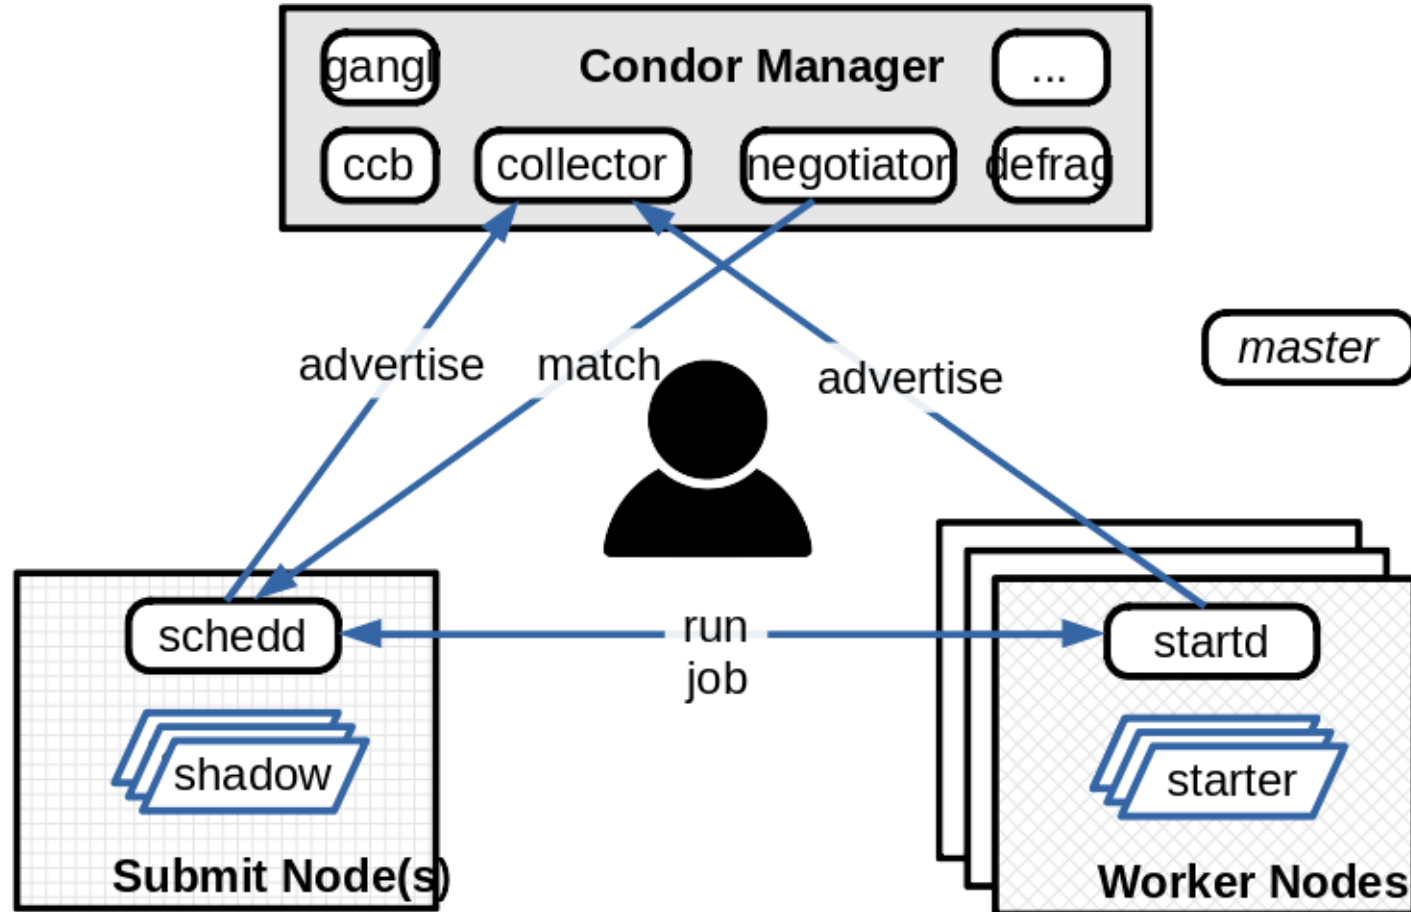 gangl
Condor Manager
...
ccb
collector
negotiator
defrag
advertise
match
advertise
master
schedd
run
job
startd
shadow
starter
Submit Node(s)
Worker Nodes